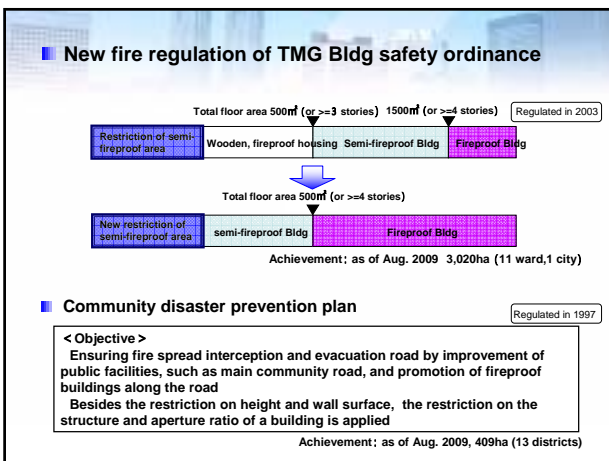 New fire regulation of TMG Bldg safety ordinance
Total floor area 500㎡ (or >=3 stories) 1500㎡ (or >=4 stories)
Regulated in 2003
Restriction of semi-
fireproof area
Wooden, fireproof housing Semi-fireproof Bldg Fireproof Bldg
Total floor area 500㎡ (or >=4 stories)
New restriction of
semi-fireproof area
semi-fireproof Bldg Fireproof Bldg
Achievement; as of Aug. 2009 3,020ha (11 ward,1 city)
Community disaster prevention plan
Regulated in 1997
< Objective >
Ensuring fire spread interception and evacuation road by improvement of
public facilities, such as main community road, and promotion of fireproof
buildings along the road
Besides the restriction on height and wall surface, the restriction on the
structure and aperture ratio of a building is applied
Achievement; as of Aug. 2009, 409ha (13 districts)